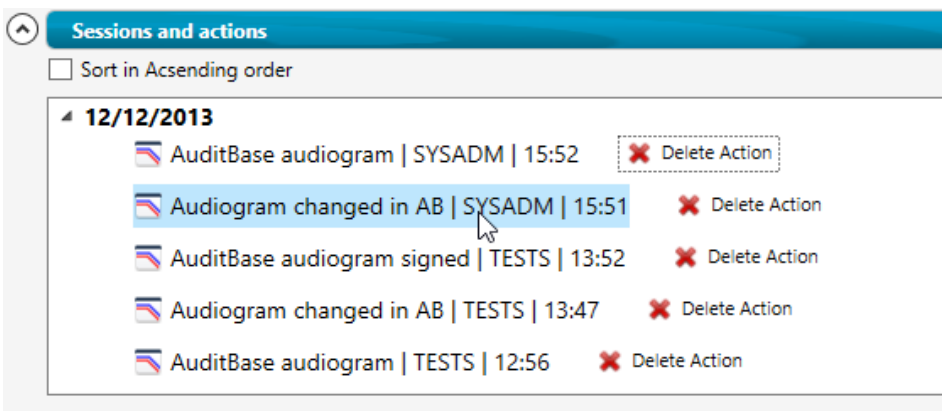 Sessions and actions
Sort in Acsending order
12/12/2013
AuditBase audiogram | SYSADM | 15:52 Delete Action
Audiogram changed in AB | SYSADM | 15:51 Delete Action
AuditBase audiogram signed | TESTS | 13:52 Delete Action
Audiogram changed in AB | TESTS | 13:47 Delete Action
AuditBase audiogram | TESTS | 12:56 Delete Action